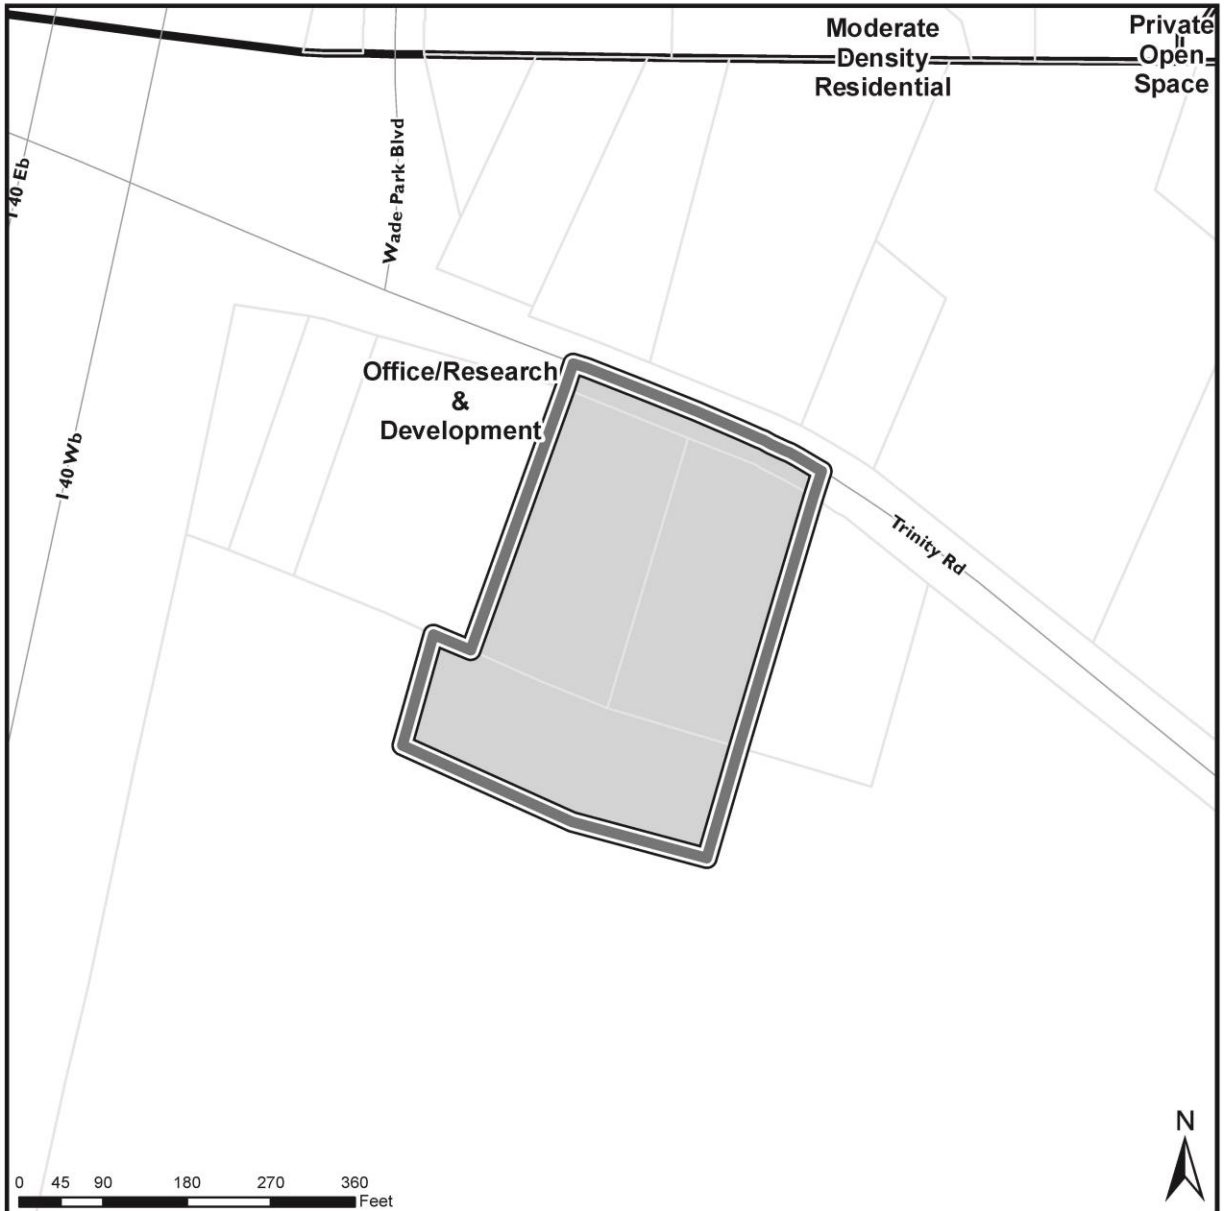 Moderate
Density
Residential
Private
Open
Space
Wade Park Blvd
I 40 Eb
Office/Research
&
Development
I 40 Wb
Trinity Rd
N
0 45 90 180 270 360
Feet